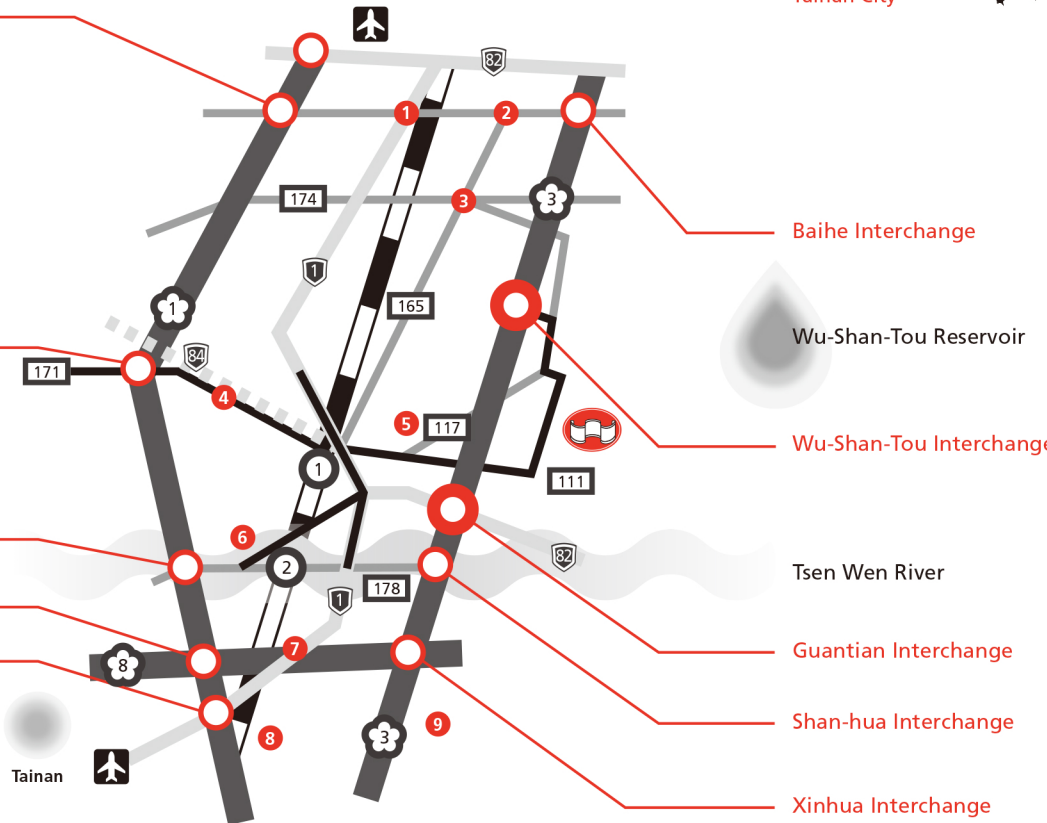 Tainan City
82
1
2
174
3
3
1
165
Baihe Interchange
1
84
171
4
Wu-Shan-Tou Reservoir
5
117
Wu-Shan-Tou Interchange
1
111
6
82
2
178
Tsen Wen River
1
7
8
Guantian Interchange
8
3
9
Shan-hua Interchange
Tainan
Xinhua Interchange